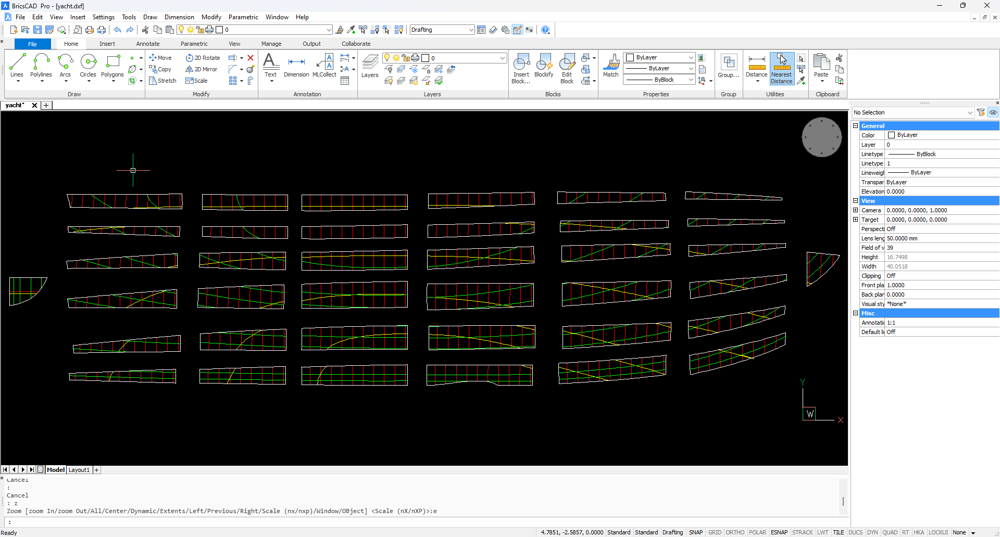 BricsCAD Pro - [yacht.dxf]
File Edit View Insert Settings Tools Draw Dimension Modify Parametric Window Help
0 Drafting
File Home Insert Annotate Parametric View Manage Output Collaborate
Lines Polylines Arcs Circles Polygons
Draw
Move 2D Rotate
Copy 2D Mirror
Stretch Scale
Modify
Text Dimension MLCollect
Annotation
Layers 0
Layers
Insert Block... Blockify Edit Block
Blocks
Match ByLayer
ByLayer
ByBlock
Properties
Group...
Group
Distance Nearest Distance
Utilities
Paste
Clipboard
yacht*
No Selection
General
Color ByLayer
Layer 0
Linetype ByBlock
Linetype 1
Lineweigh ByLayer
Transpar ByLayer
Elevation 0.0000
View
Camera 0.0000, 0.0000, 1.0000
Target 0.0000, 0.0000, 0.0000
Perspecti Off
Lens leng 50.0000 mm
Field of v 39
Height 16.7498
Width 40.0518
Clipping Off
Front pla 1.0000
Back plan 0.0000
Visual sty *None*
Misc
Annotatio 1:1
Default li Off
Y
W X
Model Layout1 +
Cancel
:
Cancel
: z
Zoom [zoom In/zoom Out/All/Center/Dynamic/Extents/Left/Previous/Right/Scale (nx/nxp)/Window/OBject] <Scale (nX/nXP)>:e
:
Ready 4.7851, -2.5857, 0.0000 Standard Standard Drafting SNAP GRID ORTHO POLAR ESNAP STRACK LWT TILE DUCS DYN QUAD RT HKA LOCKUI None